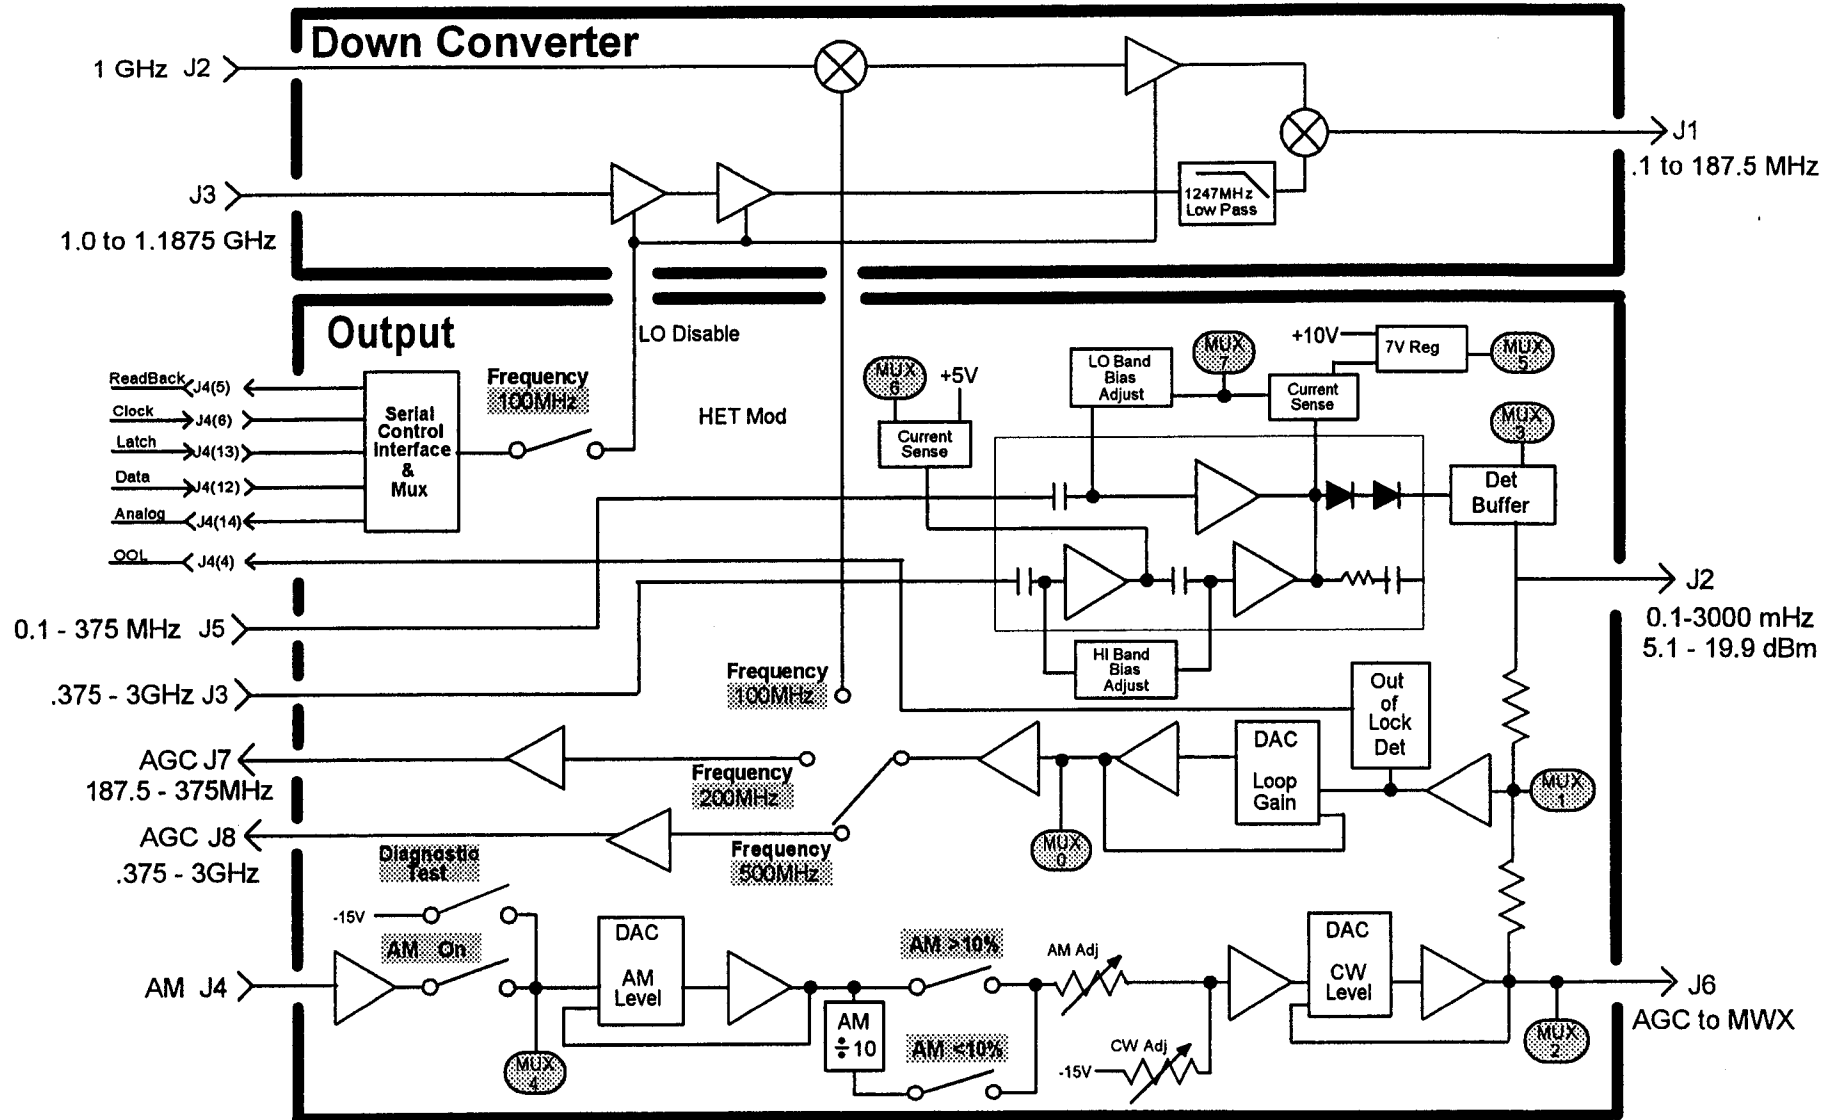 Down Converter
1 GHz J2
J1
.1 to 187.5 MHz
J3
1.0 to 1.1875 GHz
1247MHz
Low Pass
Output
LO Disable
HET Mod
ReadBack J4(5)
Clock J4(6)
Latch J4(13)
Data J4(12)
Analog J4(14)
OOL J4(4)
Serial
Control
Interface
&
Mux
Frequency
100MHz
MUX
6
+5V
Current
Sense
LO Band
Bias
Adjust
MUX
7
+10V
7V Reg
MUX
5
Current
Sense
MUX
3
Det
Buffer
J2
0.1-3000 mHz
5.1 - 19.9 dBm
0.1 - 375 MHz J5
.375 - 3GHz J3
HI Band
Bias
Adjust
Frequency
100MHz
Out
of
Lock
Det
AGC J7
187.5 - 375MHz
Frequency
200MHz
DAC
Loop
Gain
MUX
1
AGC J8
.375 - 3GHz
Frequency
500MHz
MUX
0
Diagnostic
Test
-15V
AM On
AM J4
MUX
4
DAC
AM
Level
AM >10%
AM
÷10
AM <10%
AM Adj
CW Adj
-15V
DAC
CW
Level
MUX
2
J6
AGC to MWX